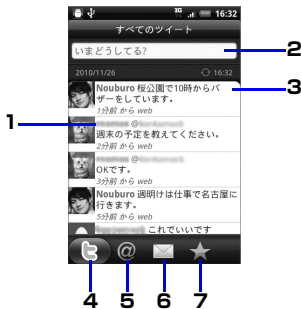 3G
16:32
すべてのツイート
いまどうしてる?
2
2010/11/26
16:32
3
Nouburo 桜公園で10時からバ
ザーをしています。
1分前 から web
1
@
週末の予定を教えてください。
2分前 から web
@
OKです。
3分前 から web
Nouburo 週明けは仕事で名古屋に
行きます。
5分前 から web
これでいいです
t
@
4
5
6
7